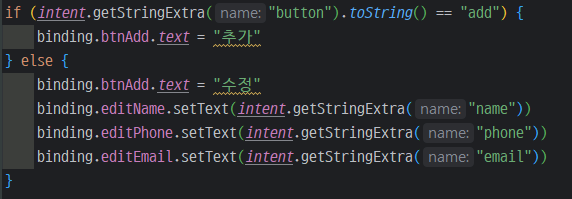 if (intent.getStringExtra( name: "button").toString() == "add") {
    binding.btnAdd.text = "추가"
} else {
    binding.btnAdd.text = "수정"
    binding.editName.setText(intent.getStringExtra( name: "name"))
    binding.editPhone.setText(intent.getStringExtra( name: "phone"))
    binding.editEmail.setText(intent.getStringExtra( name: "email"))
}